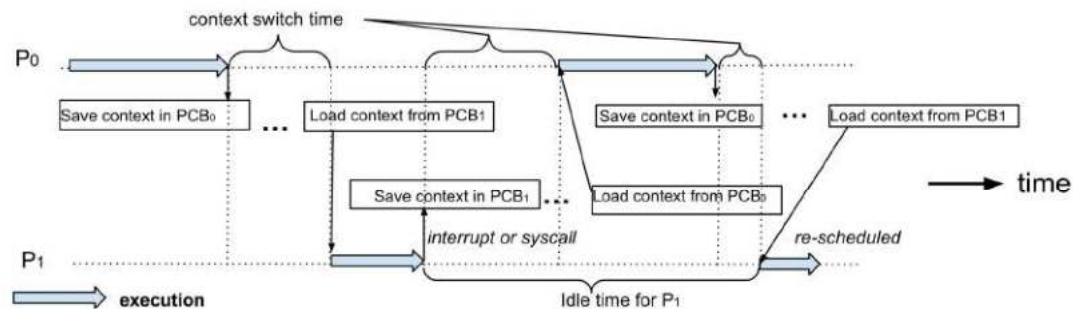 context switch time
P0
Save context in PCB0
...
Load context from PCB1
Save context in PCB0
...
Load context from PCB1
Save context in PCB1
...
Load context from PCB0
time
interrupt or syscall
re-scheduled
P1
execution
Idle time for P1